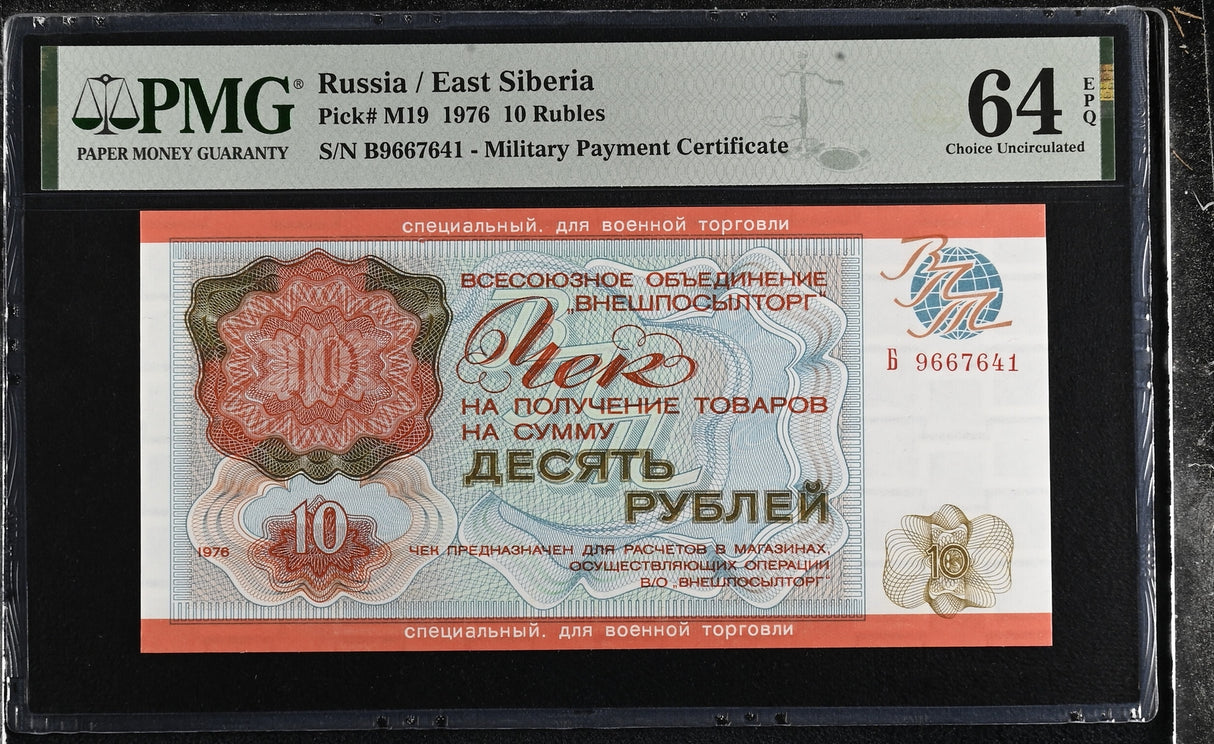 PMG®
PAPER MONEY GUARANTY
Russia / East Siberia
Pick# M19 1976 10 Rubles
S/N B9667641 - Military Payment Certificate
64 EPQ
Choice Uncirculated
специальный. для военной торговли
ВСЕСОЮЗНОЕ ОБЪЕДИНЕНИЕ
„ВНЕШПОСЫЛТОРГ"
Чек
НА ПОЛУЧЕНИЕ ТОВАРОВ
НА СУММУ
ДЕСЯТЬ
РУБЛЕЙ
ЧЕК ПРЕДНАЗНАЧЕН ДЛЯ РАСЧЕТОВ В МАГАЗИНАХ,
ОСУЩЕСТВЛЯЮЩИХ ОПЕРАЦИИ
В/О „ВНЕШПОСЫЛТОРГ"
10
10
1976
ВПТ
ВПТ
Б 9667641
10
специальный. для военной торговли